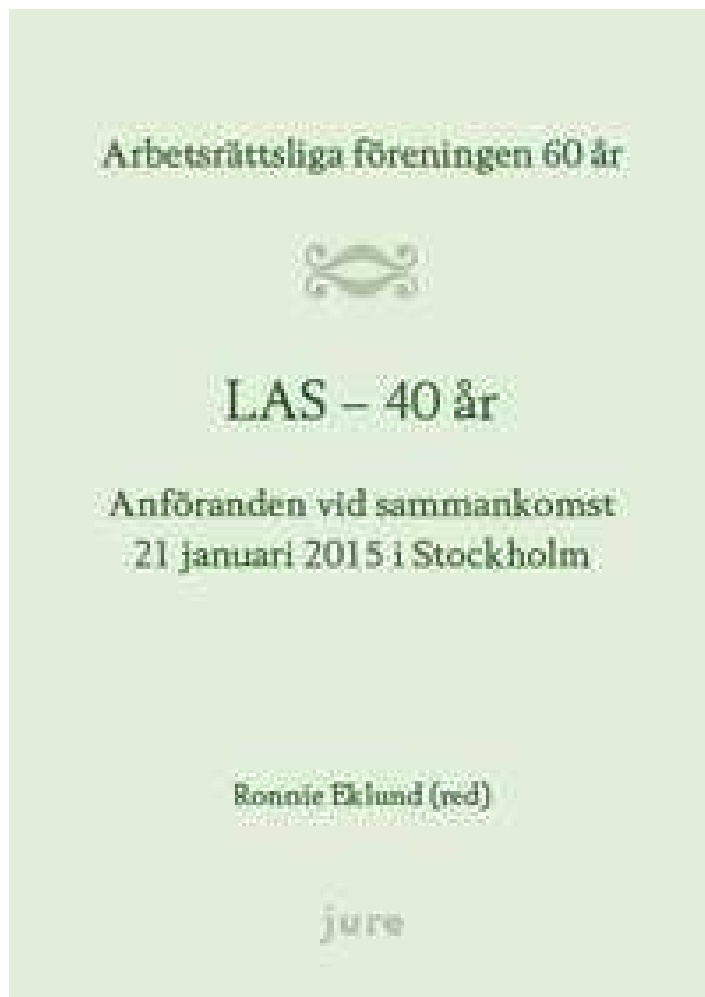 Arbetsrättsliga föreningen 60 år
LAS – 40 år
Anföranden vid sammankomst
21 januari 2015 i Stockholm
Ronnie Eklund (red)
jure